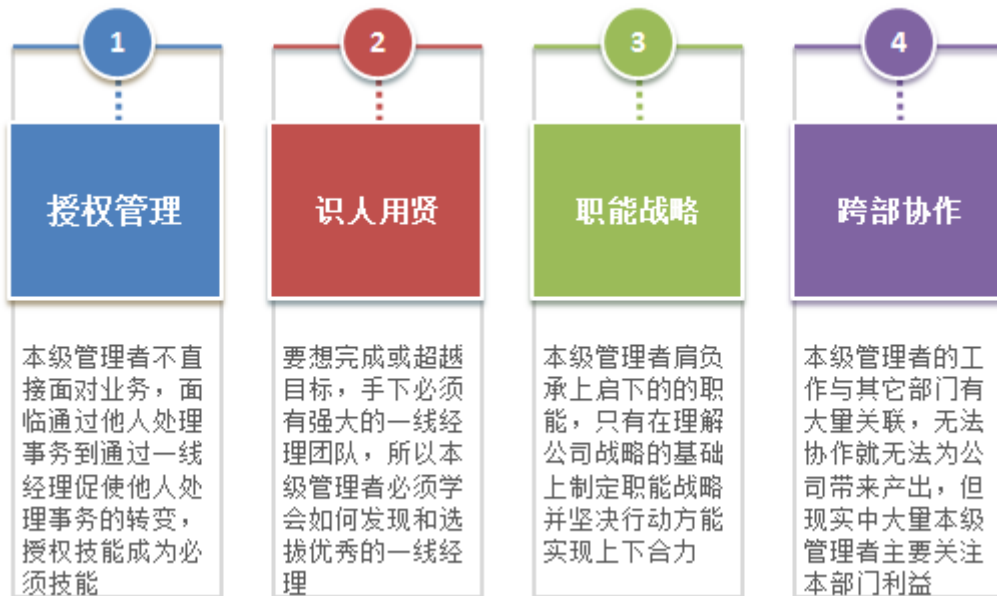 1
授权管理
本级管理者不直
接面对业务，面
临通过他人处理
事务到通过一线
经理促使他人处
理事务的转变，
授权技能成为必
须技能
2
识人用贤
要想完成或超越
目标，手下必须
有强大的一线经
理团队，所以本
级管理者必须学
会如何发现和选
拔优秀的一线经
理
3
职能战略
本级管理者肩负
承上启下的的职
能，只有在理解
公司战略的基础
上制定职能战略
并坚决行动方能
实现上下合力
4
跨部协作
本级管理者的工
作与其它部门有
大量关联，无法
协作就无法为公
司带来产出，但
现实中大量本级
管理者主要关注
本部门利益